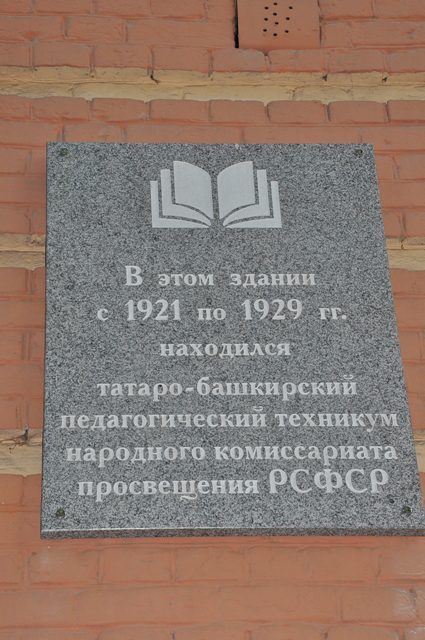 В этом здании
с 1921 по 1929 гг.
находился
татаро-башкирский
педагогический техникум
народного комиссариата
просвещения РСФСР